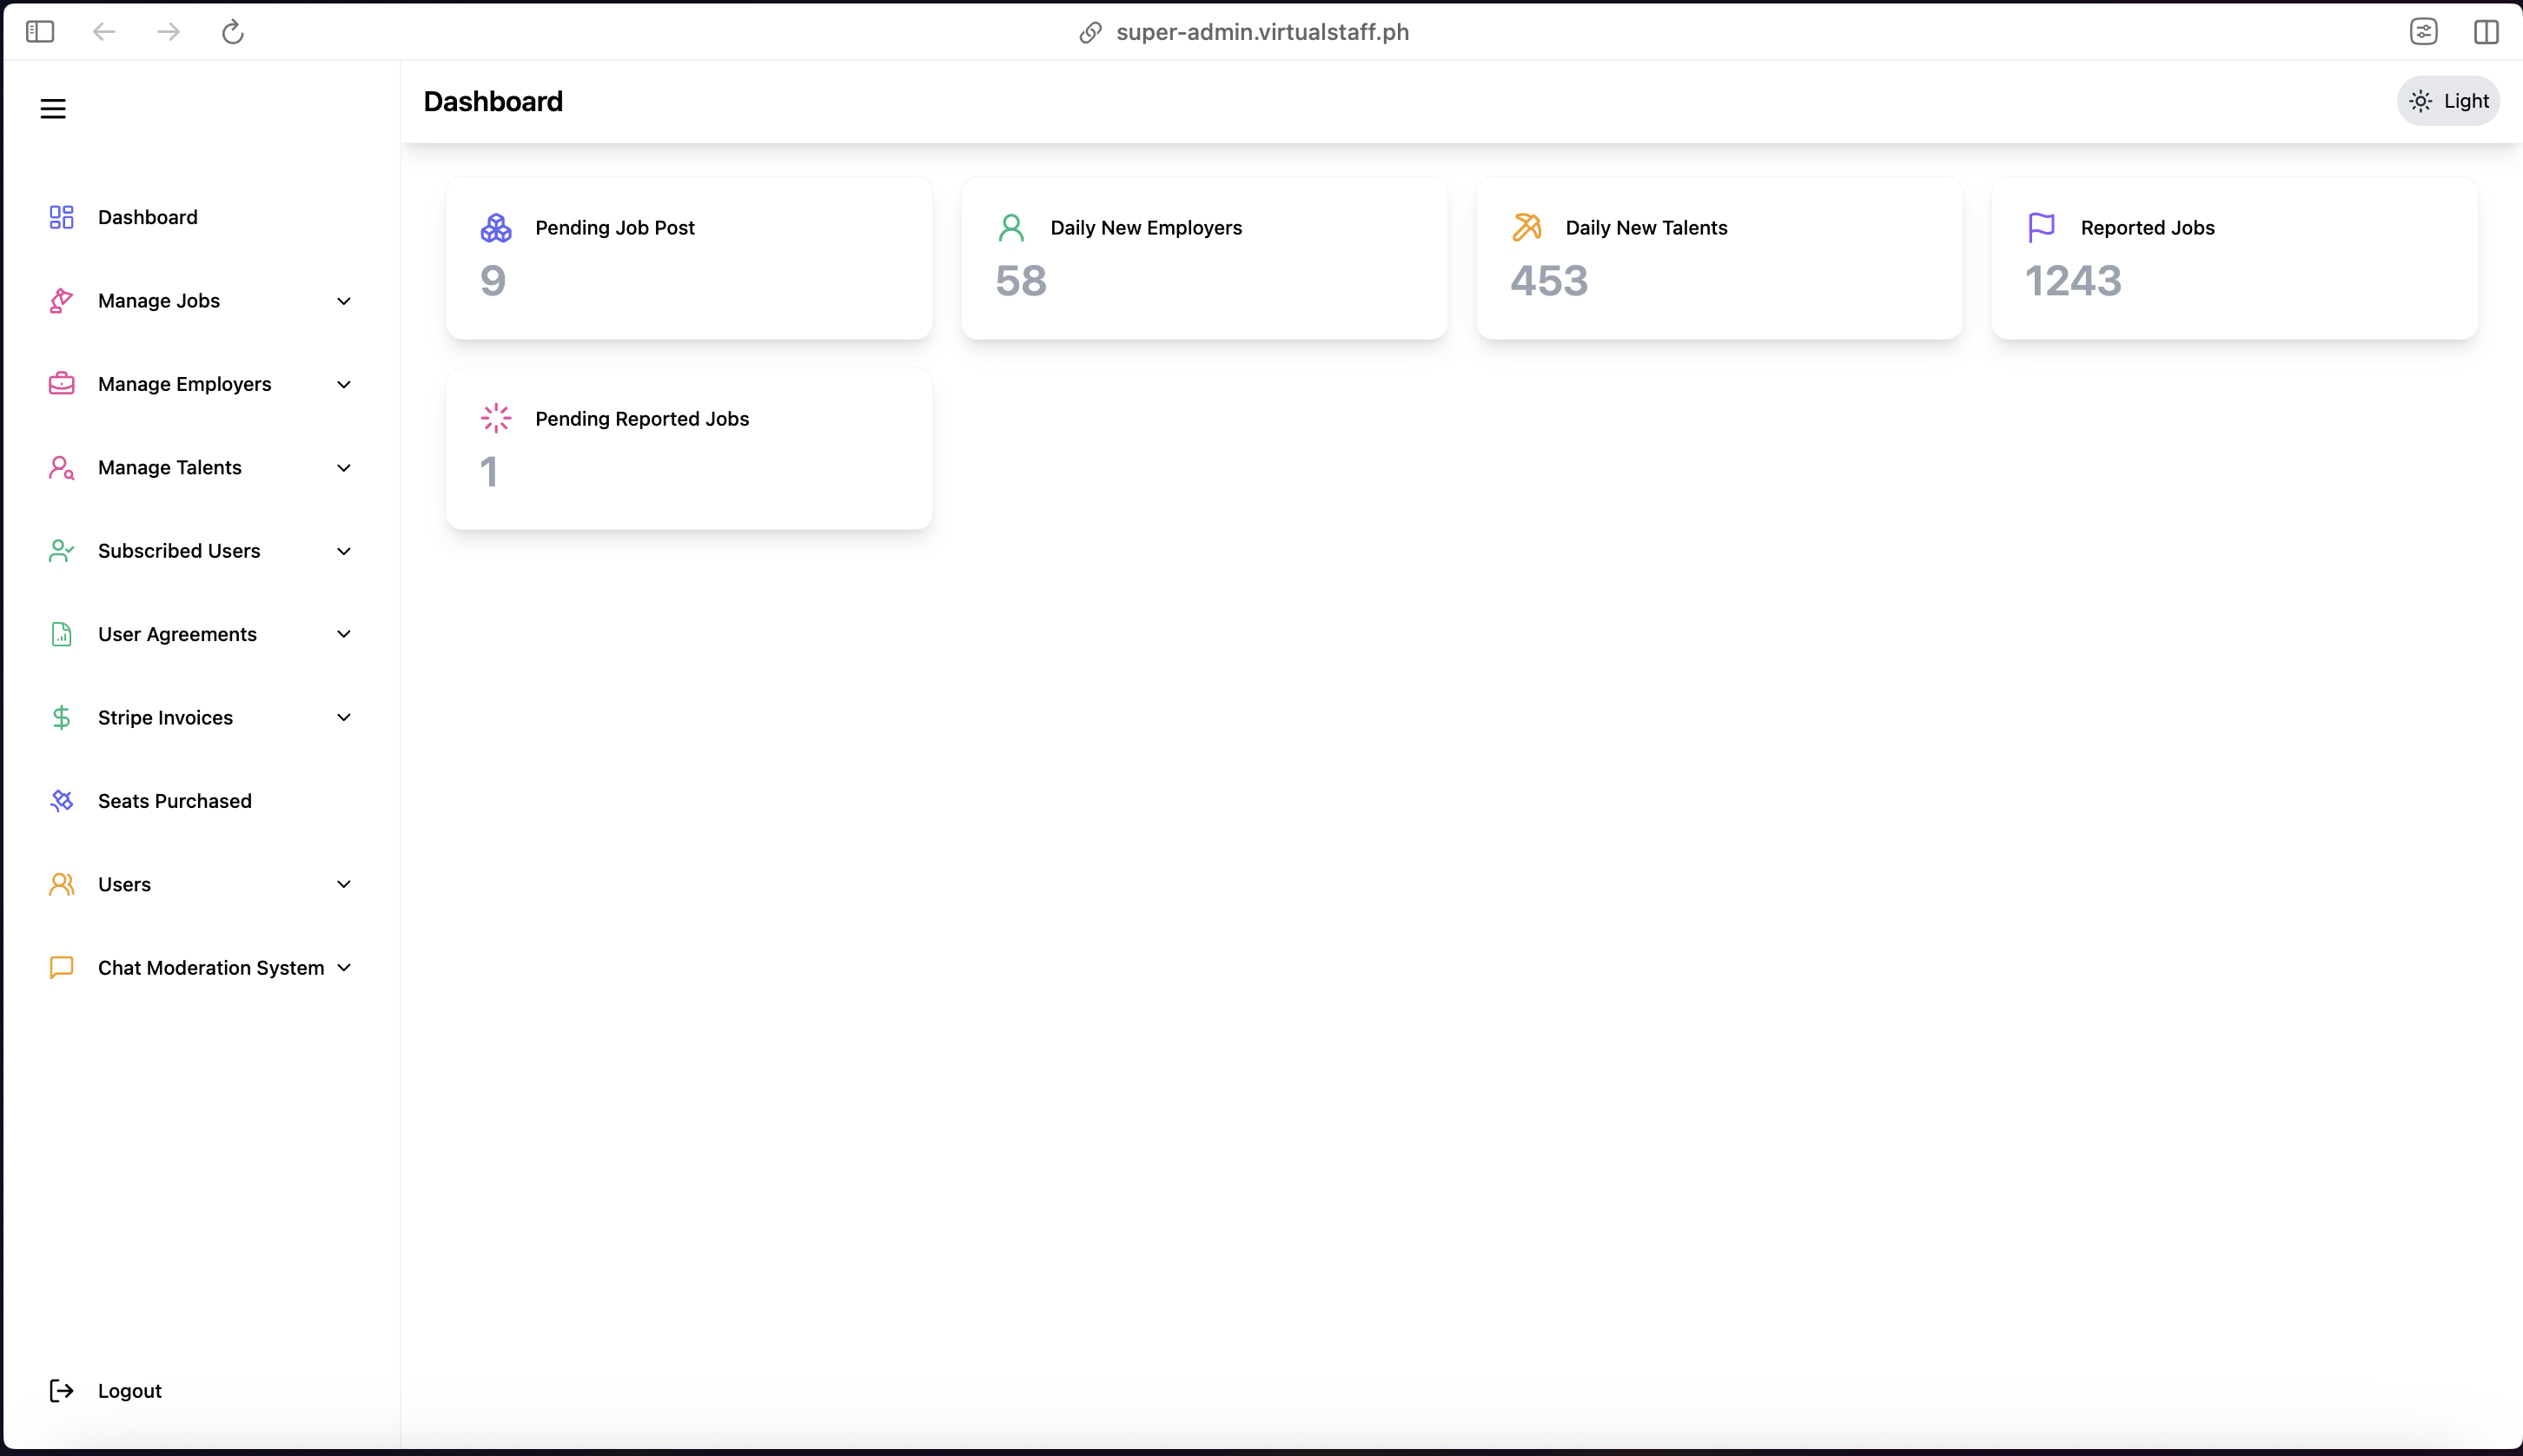 super-admin.virtualstaff.ph
Dashboard
Light
Dashboard
Manage Jobs
Manage Employers
Manage Talents
Subscribed Users
User Agreements
Stripe Invoices
Seats Purchased
Users
Chat Moderation System
Logout
Pending Job Post
9
Daily New Employers
58
Daily New Talents
453
Reported Jobs
1243
Pending Reported Jobs
1